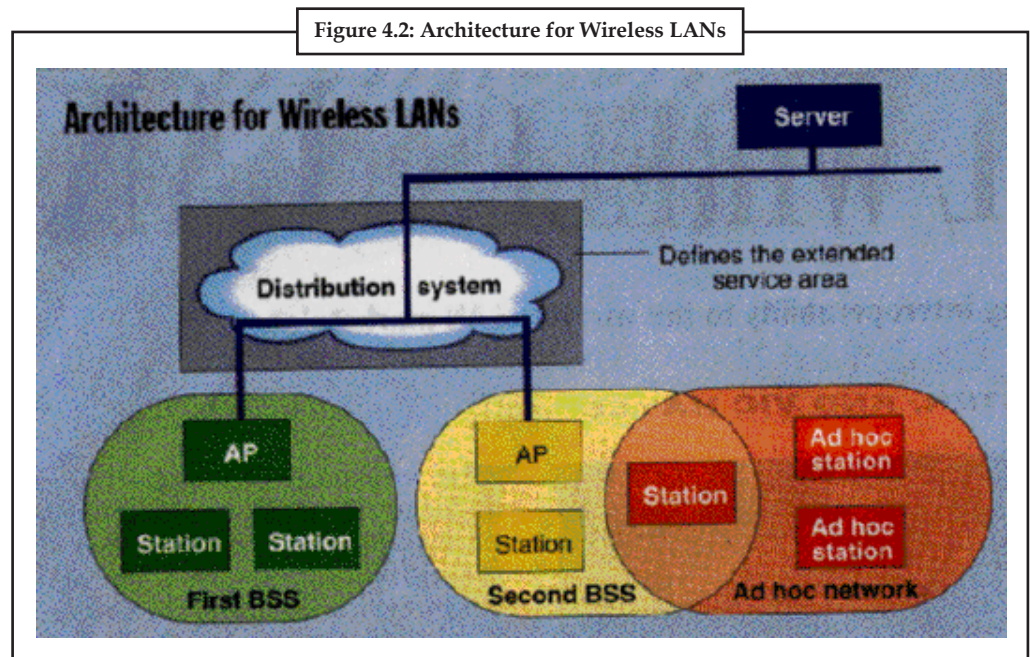 Figure 4.2: Architecture for Wireless LANs
Architecture for Wireless LANs
Server
Defines the extended
service area
Distribution system
AP
Station
Station
First BSS
AP
Station
Second BSS
Station
Ad hoc
station
Ad hoc
station
Ad hoc network